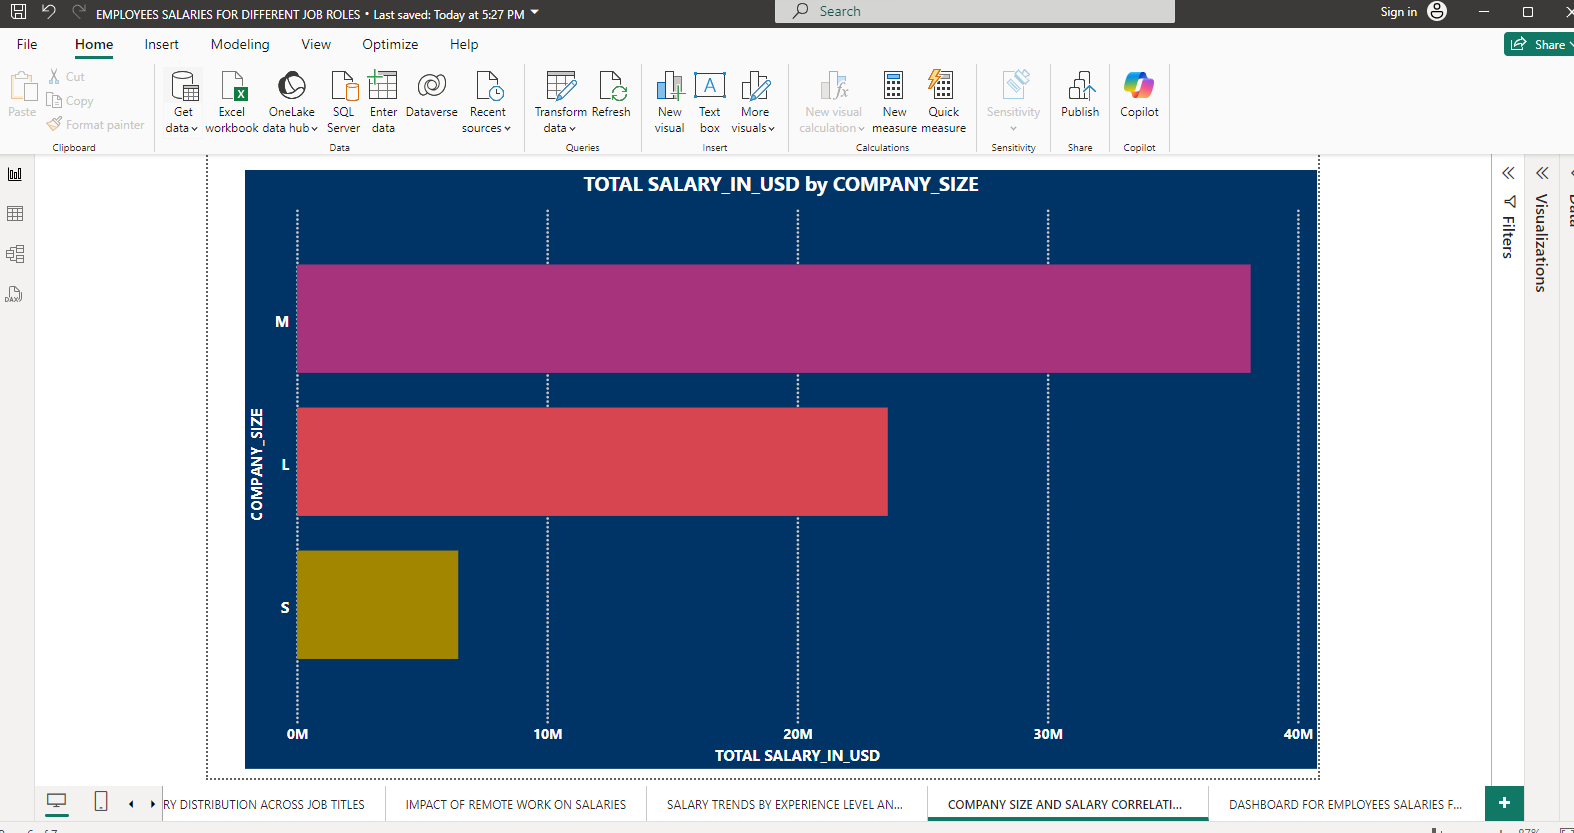 EMPLOYEES SALARIES FOR DIFFERENT JOB ROLES • Last saved: Today at 5:27 PM
Search
Sign in
File
Home
Insert
Modeling
View
Optimize
Help
Share
Paste
Cut
Copy
Format painter
Clipboard
Get
data
Excel
workbook
OneLake
data hub
SQL
Server
Enter
data
Dataverse
Recent
sources
Data
Transform
data
Refresh
Queries
New
visual
Text
box
More
visuals
Insert
New visual
calculation
New
measure
Quick
measure
Calculations
Sensitivity
Sensitivity
Publish
Share
Copilot
Copilot
TOTAL SALARY_IN_USD by COMPANY_SIZE
COMPANY_SIZE
M
L
S
0M 10M 20M 30M 40M
TOTAL SALARY_IN_USD
Filters
Visualizations
RY DISTRIBUTION ACROSS JOB TITLES
IMPACT OF REMOTE WORK ON SALARIES
SALARY TRENDS BY EXPERIENCE LEVEL AN...
COMPANY SIZE AND SALARY CORRELATI...
DASHBOARD FOR EMPLOYEES SALARIES F...